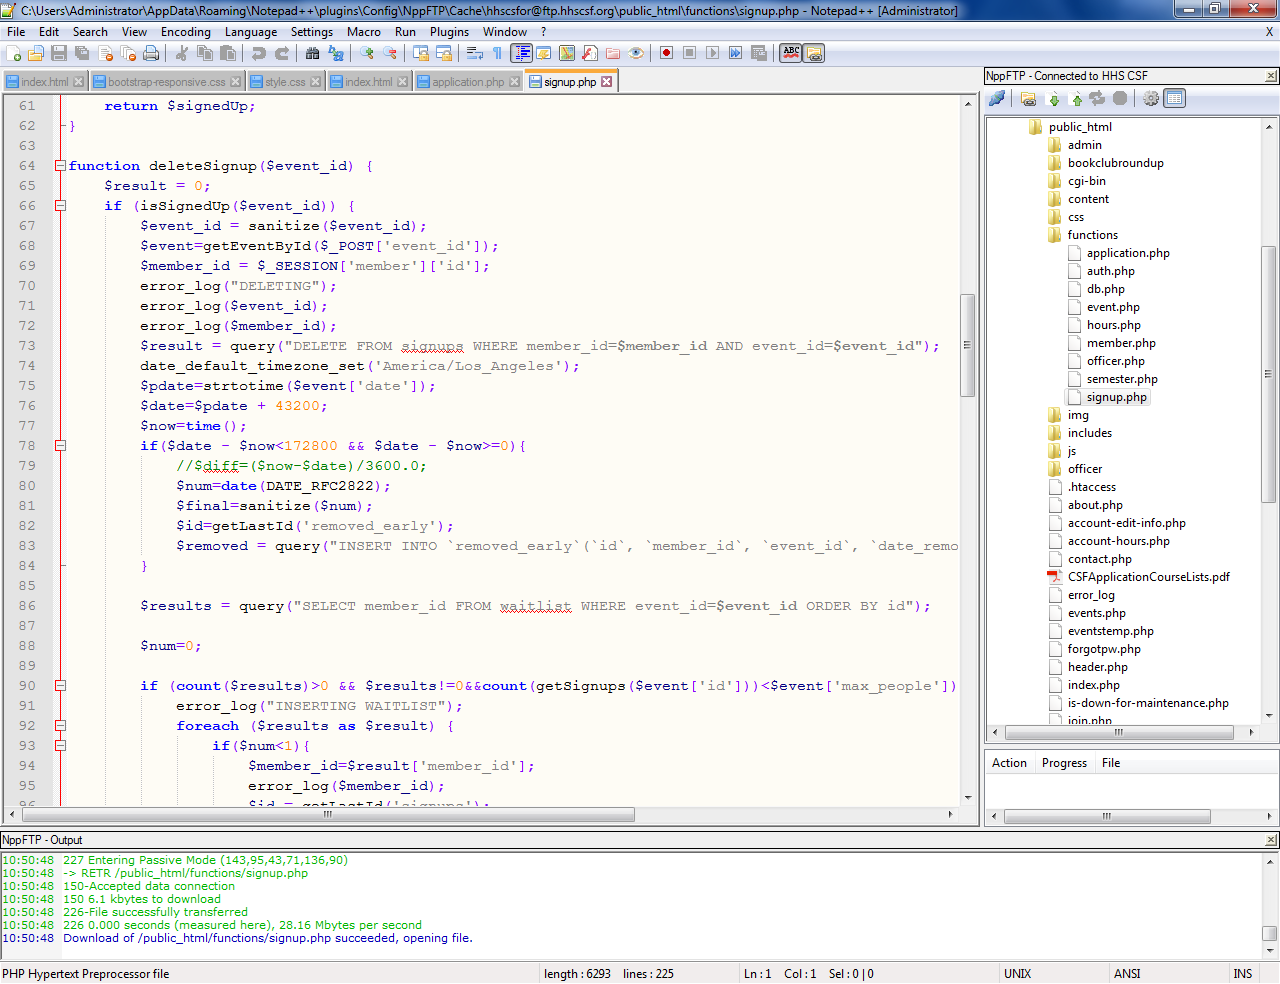 C:\Users\Administrator\AppData\Roaming\Notepad++\plugins\Config\NppFTP\Cache\hhscsfor@ftp.hhscsf.org\public_html\functions\signup.php - Notepad++ [Administrator]
File Edit Search View Encoding Language Settings Macro Run Plugins Window ? X
index.html bootstrap-responsive.css style.css index.html application.php signup.php
61 return $signedUp;
62 }
63
64 function deleteSignup($event_id) {
65 $result = 0;
66 if (isSignedUp($event_id)) {
67 $event_id = sanitize($event_id);
68 $event=getEventById($_POST['event_id']);
69 $member_id = $_SESSION['member']['id'];
70 error_log("DELETING");
71 error_log($event_id);
72 error_log($member_id);
73 $result = query("DELETE FROM signups WHERE member_id=$member_id AND event_id=$event_id");
74 date_default_timezone_set('America/Los_Angeles');
75 $pdate=strtotime($event['date']);
76 $date=$pdate + 43200;
77 $now=time();
78 if($date - $now<172800 && $date - $now>=0){
79 //$diff=($now-$date)/3600.0;
80 $num=date(DATE_RFC2822);
81 $final=sanitize($num);
82 $id=getLastId('removed_early');
83 $removed = query("INSERT INTO `removed_early`(`id`, `member_id`, `event_id`, `date_remo
84 }
85
86 $results = query("SELECT member_id FROM waitlist WHERE event_id=$event_id ORDER BY id");
87
88 $num=0;
89
90 if (count($results)>0 && $results!=0&&count(getSignups($event['id']))<$event['max_people'])
91 error_log("INSERTING WAITLIST");
92 foreach ($results as $result) {
93 if($num<1){
94 $member_id=$result['member_id'];
95 error_log($member_id);
96 $id = getLastId('signups');
NppFTP - Connected to HHS CSF
public_html
admin
bookclubroundup
cgi-bin
content
css
functions
application.php
auth.php
db.php
event.php
hours.php
member.php
officer.php
semester.php
signup.php
img
includes
js
officer
.htaccess
about.php
account-edit-info.php
account-hours.php
contact.php
CSFApplicationCourseLists.pdf
error_log
events.php
eventstemp.php
forgotpw.php
header.php
index.php
is-down-for-maintenance.php
join.php
Action Progress File
NppFTP - Output
10:50:48 227 Entering Passive Mode (143,95,43,71,136,90)
10:50:48 -> RETR /public_html/functions/signup.php
10:50:48 150-Accepted data connection
10:50:48 150 6.1 kbytes to download
10:50:48 226-File successfully transferred
10:50:48 226 0.000 seconds (measured here), 28.16 Mbytes per second
10:50:48 Download of /public_html/functions/signup.php succeeded, opening file.
PHP Hypertext Preprocessor file length : 6293 lines : 225 Ln : 1 Col : 1 Sel : 0 | 0 UNIX ANSI INS